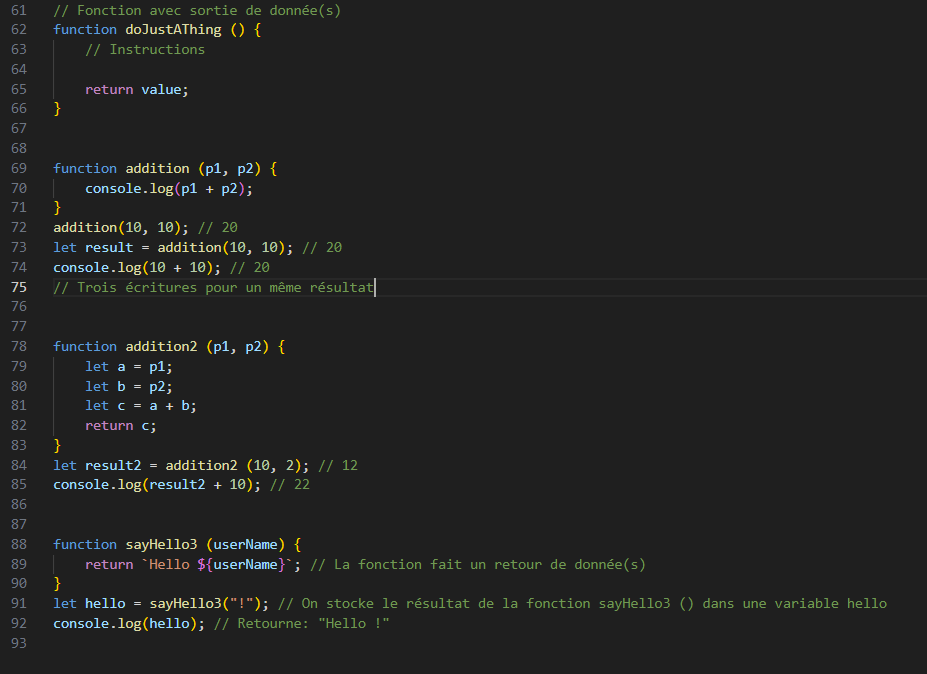 61 // Fonction avec sortie de donnée(s)
62 function doJustAThing () {
63     // Instructions
64
65     return value;
66 }
67
68
69 function addition (p1, p2) {
70     console.log(p1 + p2);
71 }
72 addition(10, 10); // 20
73 let result = addition(10, 10); // 20
74 console.log(10 + 10); // 20
75 // Trois écritures pour un même résultat
76
77
78 function addition2 (p1, p2) {
79     let a = p1;
80     let b = p2;
81     let c = a + b;
82     return c;
83 }
84 let result2 = addition2 (10, 2); // 12
85 console.log(result2 + 10); // 22
86
87
88 function sayHello3 (userName) {
89     return `Hello ${userName}`; // La fonction fait un retour de donnée(s)
90 }
91 let hello = sayHello3("!"); // On stocke le résultat de la fonction sayHello3 () dans une variable hello
92 console.log(hello); // Retourne: "Hello !"
93